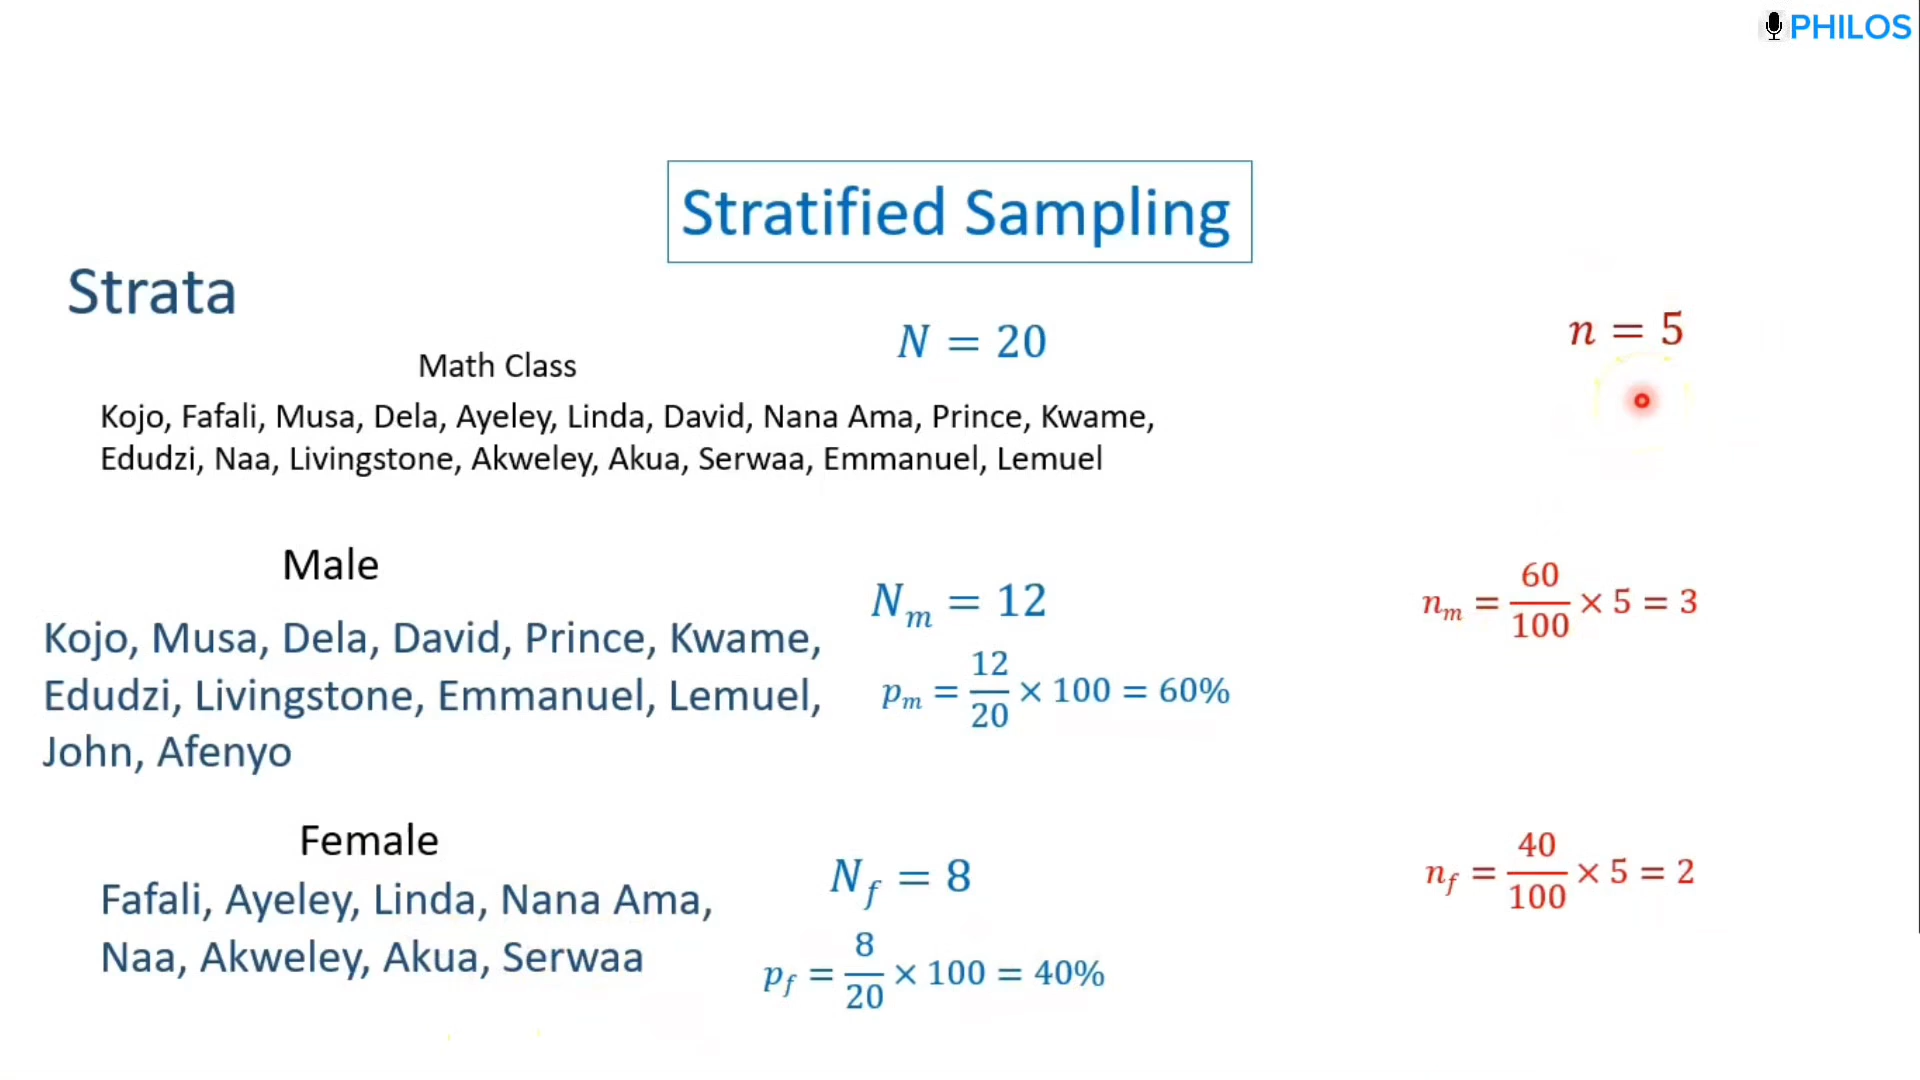 PHILOS
Stratified Sampling
Strata
N = 20
n = 5
Math Class
Kojo, Fafali, Musa, Dela, Ayeley, Linda, David, Nana Ama, Prince, Kwame,
Edudzi, Naa, Livingstone, Akweley, Akua, Serwaa, Emmanuel, Lemuel
Male
Kojo, Musa, Dela, David, Prince, Kwame,
Edudzi, Livingstone, Emmanuel, Lemuel,
John, Afenyo
N_m = 12
p_m = 12/20 × 100 = 60%
n_m = 60/100 × 5 = 3
Female
Fafali, Ayeley, Linda, Nana Ama,
Naa, Akweley, Akua, Serwaa
N_f = 8
p_f = 8/20 × 100 = 40%
n_f = 40/100 × 5 = 2